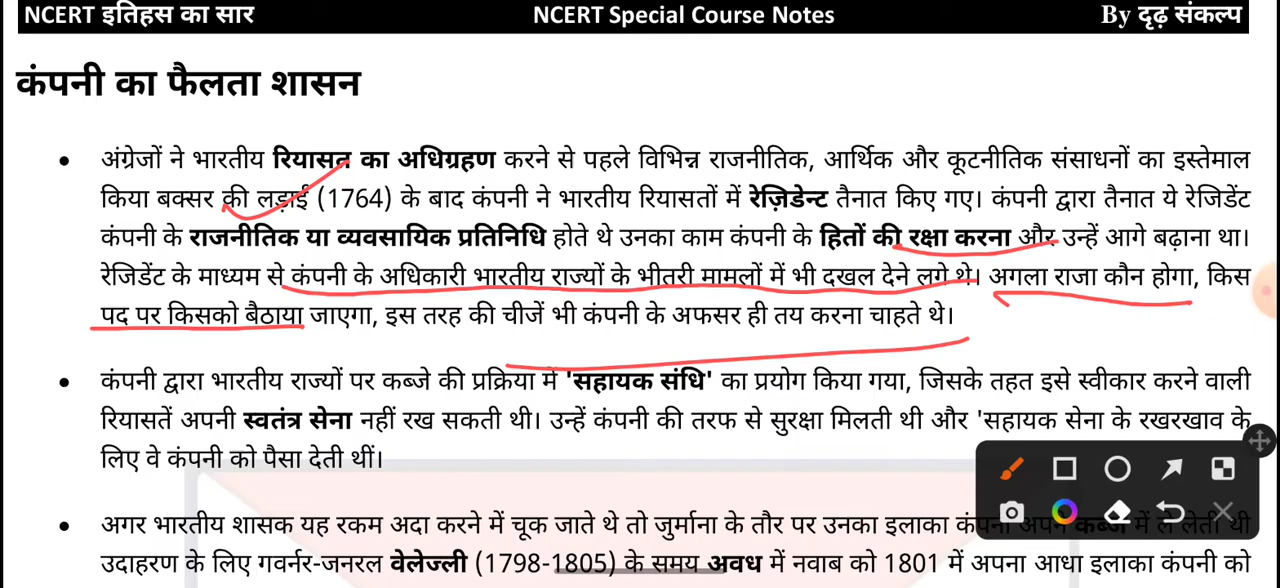 NCERT इतिहस का सार NCERT Special Course Notes By दृढ़ संकल्प
कंपनी का फैलता शासन
• अंग्रेजों ने भारतीय रियासत का अधिग्रहण करने से पहले विभिन्न राजनीतिक, आर्थिक और कूटनीतिक संसाधनों का इस्तेमाल
किया बक्सर की लड़ाई (1764) के बाद कंपनी ने भारतीय रियासतों में रेज़िडेन्ट तैनात किए गए। कंपनी द्वारा तैनात ये रेजिडेंट
कंपनी के राजनीतिक या व्यवसायिक प्रतिनिधि होते थे उनका काम कंपनी के हितों की रक्षा करना और उन्हें आगे बढ़ाना था।
रेजिडेंट के माध्यम से कंपनी के अधिकारी भारतीय राज्यों के भीतरी मामलों में भी दखल देने लगे थे। अगला राजा कौन होगा, किस
पद पर किसको बैठाया जाएगा, इस तरह की चीजें भी कंपनी के अफसर ही तय करना चाहते थे।
• कंपनी द्वारा भारतीय राज्यों पर कब्जे की प्रक्रिया में 'सहायक संधि' का प्रयोग किया गया, जिसके तहत इसे स्वीकार करने वाली
रियासतें अपनी स्वतंत्र सेना नहीं रख सकती थी। उन्हें कंपनी की तरफ से सुरक्षा मिलती थी और 'सहायक सेना के रखरखाव के
लिए वे कंपनी को पैसा देती थीं।
• अगर भारतीय शासक यह रकम अदा करने में चूक जाते थे तो जुर्माना के तौर पर उनका इलाका कंपनी अपने कब्जे में ले लेती थी
उदाहरण के लिए गवर्नर-जनरल वेलेज्ली (1798-1805) के समय अवध में नवाब को 1801 में अपना आधा इलाका कंपनी को